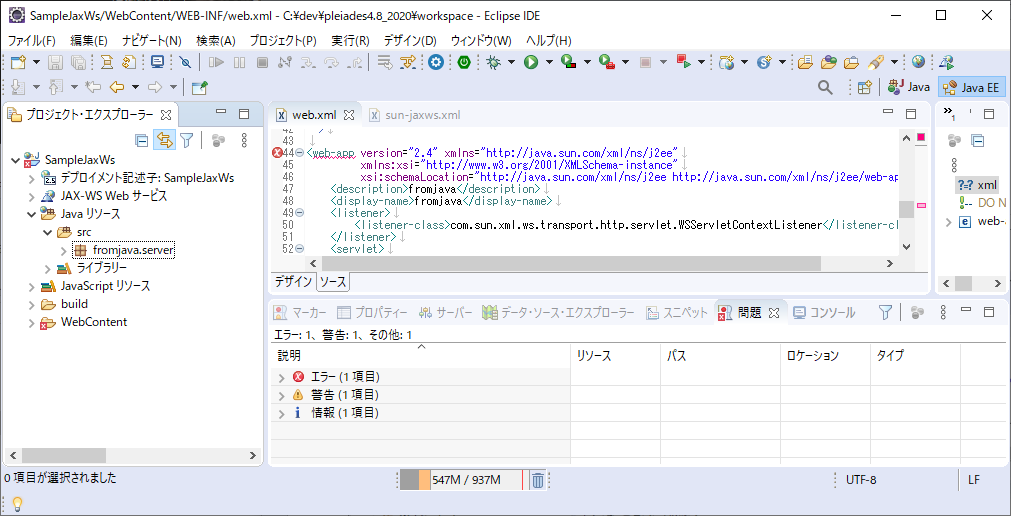 SampleJaxWs/WebContent/WEB-INF/web.xml - C:¥dev¥pleiades4.8_2020¥workspace - Eclipse IDE
ファイル(F) 編集(E) ナビゲート(N) 検索(A) プロジェクト(P) 実行(R) デザイン(D) ウィンドウ(W) ヘルプ(H)
Java Java EE
プロジェクト・エクスプローラー
SampleJaxWs
デプロイメント記述子: SampleJaxWs
JAX-WS Web サービス
Java リソース
src
fromjava.server
ライブラリー
JavaScript リソース
build
WebContent
web.xml sun-jaxws.xml
42
43
44 <web-app version="2.4" xmlns="http://java.sun.com/xml/ns/j2ee"
45 xmlns:xsi="http://www.w3.org/2001/XMLSchema-instance"
46 xsi:schemaLocation="http://java.sun.com/xml/ns/j2ee http://java.sun.com/xml/ns/j2ee/web-ap
47 <description>fromjava</description>
48 <display-name>fromjava</display-name>
49 <listener>
50 <listener-class>com.sun.xml.ws.transport.http.servlet.WSServletContextListener</listener-cl
51 </listener>
52 <servlet>
デザイン ソース
»1
?=? xml
DO N
web-
マーカー プロパティー サーバー データ・ソース・エクスプローラー スニペット 問題 コンソール
エラー: 1、警告: 1、その他: 1
説明 リソース パス ロケーション タイプ
エラー (1 項目)
警告 (1 項目)
情報 (1 項目)
0 項目が選択されました
547M / 937M
UTF-8
LF